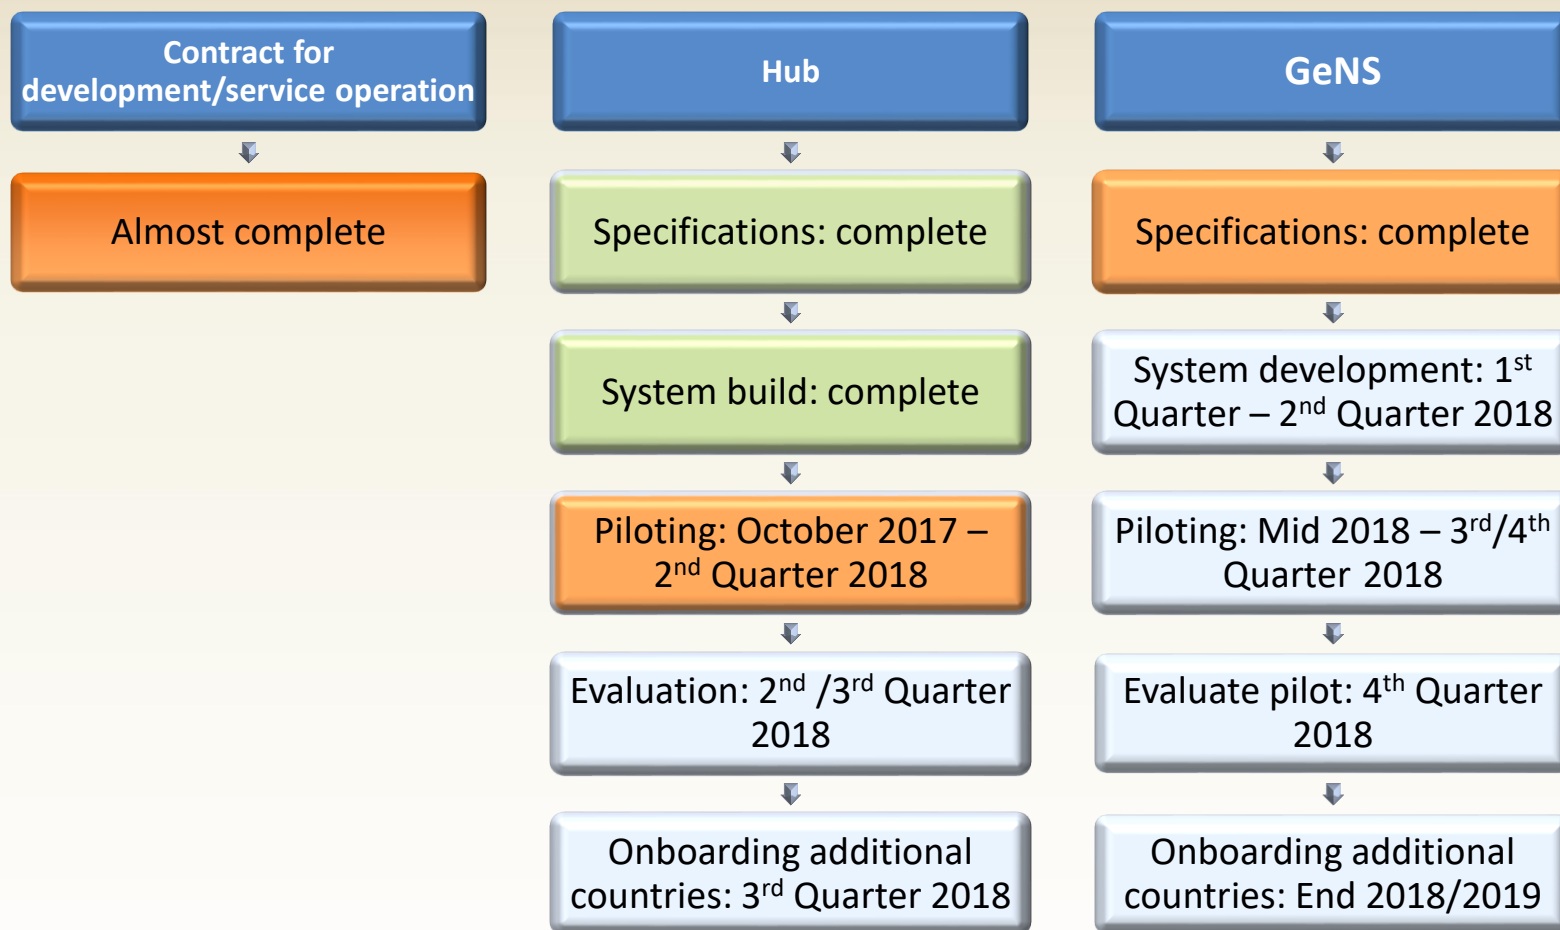 Contract for
development/service operation
Almost complete
Hub
Specifications: complete
System build: complete
Piloting: October 2017 –
2nd Quarter 2018
Evaluation: 2nd /3rd Quarter
2018
Onboarding additional
countries: 3rd Quarter 2018
GeNS
Specifications: complete
System development: 1st
Quarter – 2nd Quarter 2018
Piloting: Mid 2018 – 3rd/4th
Quarter 2018
Evaluate pilot: 4th Quarter
2018
Onboarding additional
countries: End 2018/2019